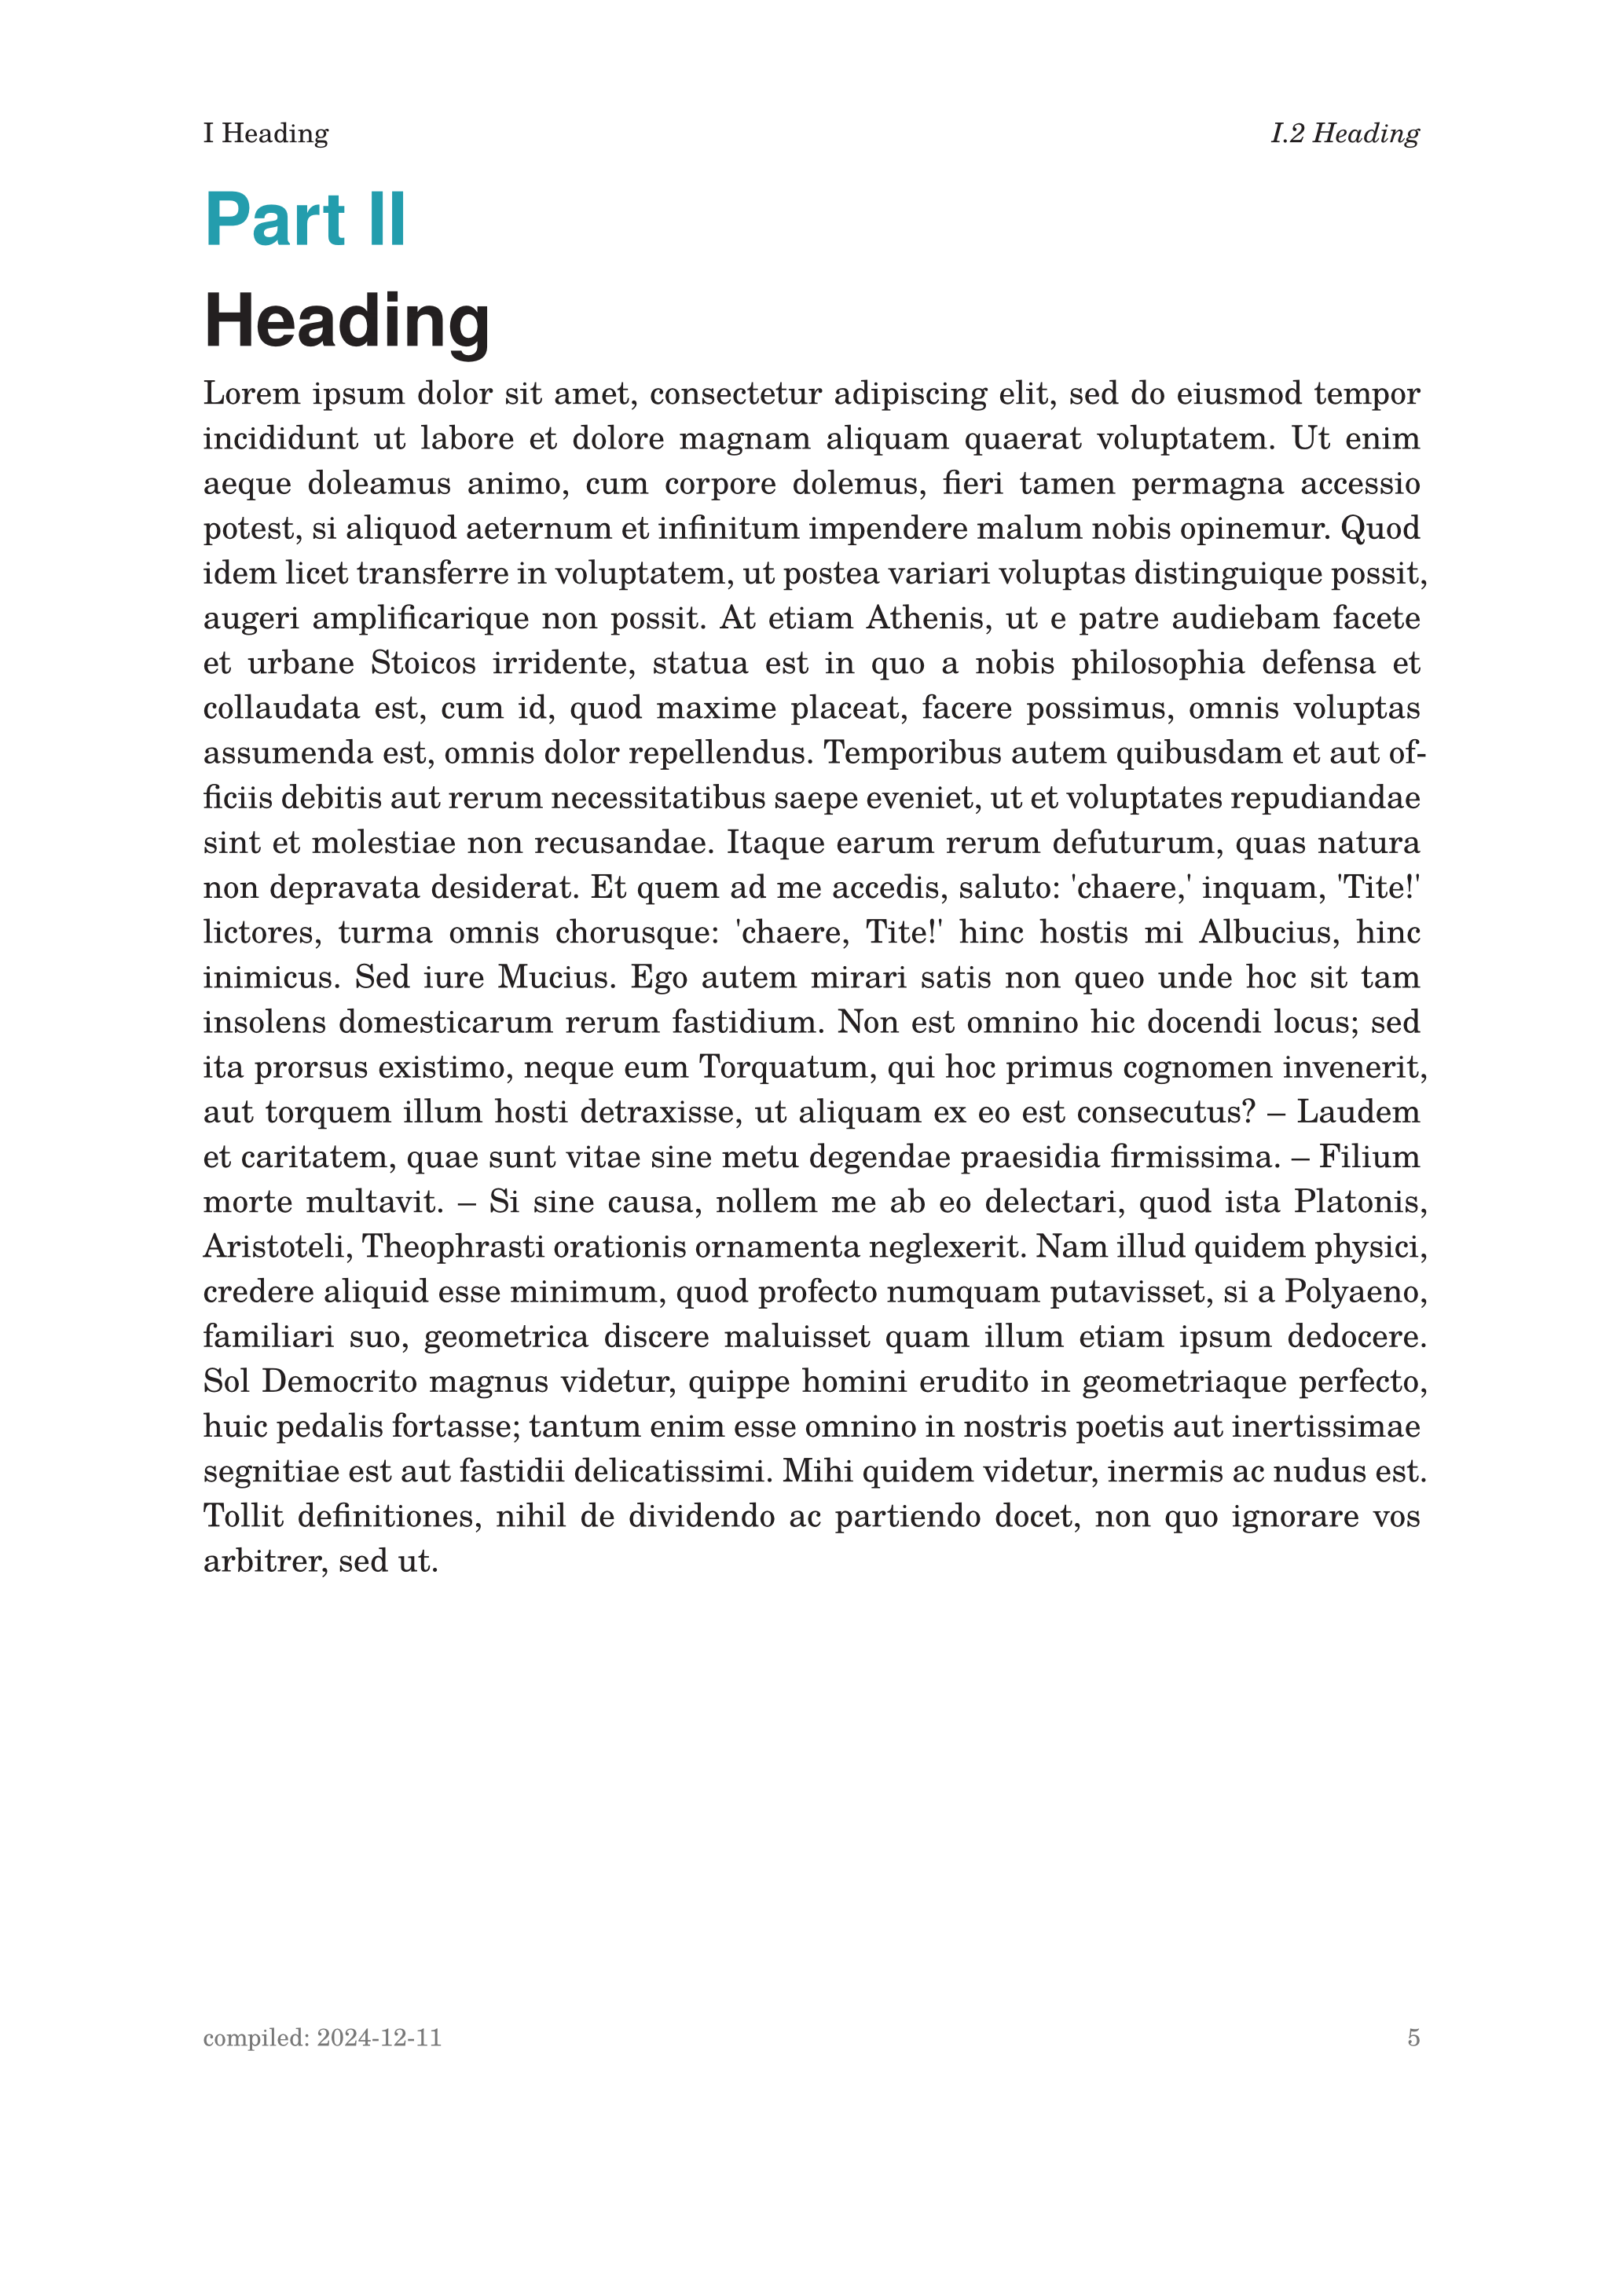 I Heading I.2 Heading
Part II
Heading
Lorem ipsum dolor sit amet, consectetur adipiscing elit, sed do eiusmod tempor
incididunt ut labore et dolore magnam aliquam quaerat voluptatem. Ut enim
aeque doleamus animo, cum corpore dolemus, fieri tamen permagna accessio
potest, si aliquod aeternum et infinitum impendere malum nobis opinemur. Quod
idem licet transferre in voluptatem, ut postea variari voluptas distinguique possit,
augeri amplificarique non possit. At etiam Athenis, ut e patre audiebam facete
et urbane Stoicos irridente, statua est in quo a nobis philosophia defensa et
collaudata est, cum id, quod maxime placeat, facere possimus, omnis voluptas
assumenda est, omnis dolor repellendus. Temporibus autem quibusdam et aut of-
ficiis debitis aut rerum necessitatibus saepe eveniet, ut et voluptates repudiandae
sint et molestiae non recusandae. Itaque earum rerum defuturum, quas natura
non depravata desiderat. Et quem ad me accedis, saluto: 'chaere,' inquam, 'Tite!'
lictores, turma omnis chorusque: 'chaere, Tite!' hinc hostis mi Albucius, hinc
inimicus. Sed iure Mucius. Ego autem mirari satis non queo unde hoc sit tam
insolens domesticarum rerum fastidium. Non est omnino hic docendi locus; sed
ita prorsus existimo, neque eum Torquatum, qui hoc primus cognomen invenerit,
aut torquem illum hosti detraxisse, ut aliquam ex eo est consecutus? – Laudem
et caritatem, quae sunt vitae sine metu degendae praesidia firmissima. – Filium
morte multavit. – Si sine causa, nollem me ab eo delectari, quod ista Platonis,
Aristoteli, Theophrasti orationis ornamenta neglexerit. Nam illud quidem physici,
credere aliquid esse minimum, quod profecto numquam putavisset, si a Polyaeno,
familiari suo, geometrica discere maluisset quam illum etiam ipsum dedocere.
Sol Democrito magnus videtur, quippe homini erudito in geometriaque perfecto,
huic pedalis fortasse; tantum enim esse omnino in nostris poetis aut inertissimae
segnitiae est aut fastidii delicatissimi. Mihi quidem videtur, inermis ac nudus est.
Tollit definitiones, nihil de dividendo ac partiendo docet, non quo ignorare vos
arbitrer, sed ut.
compiled: 2024-12-11 5